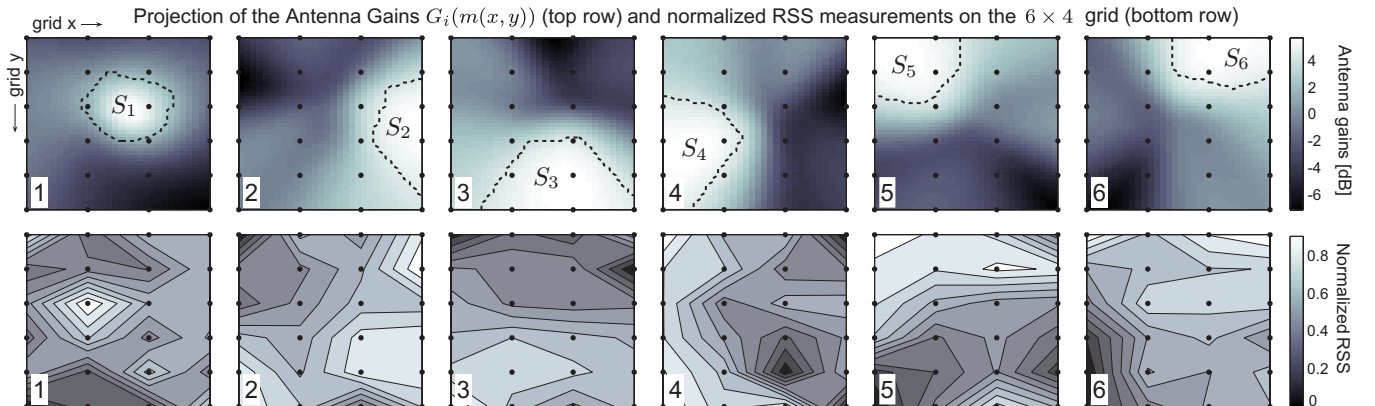 Projection of the Antenna Gains G_i(m(x, y)) (top row) and normalized RSS measurements on the 6 × 4 grid (bottom row)
grid x →
← grid y
S_1
1
S_2
2
S_3
3
S_4
4
S_5
5
S_6
6
4
2
0
-2
-4
-6
Antenna gains [dB]
1
2
3
4
5
6
0.8
0.6
0.4
0.2
0
Normalized RSS